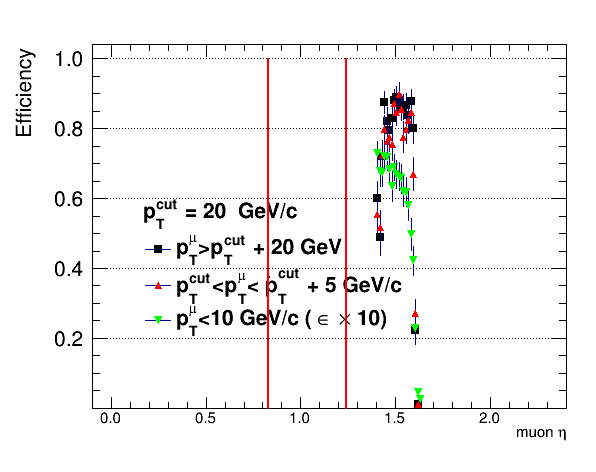 Efficiency
1.0
0.8
0.6
0.4
0.2
p_T^cut = 20 GeV/c
p_T^μ>p_T^cut + 20 GeV
p_T^cut<p_T^μ< p_T^cut + 5 GeV/c
p_T^μ<10 GeV/c ( ∈ × 10)
0.0 0.5 1.0 1.5 2.0
muon η